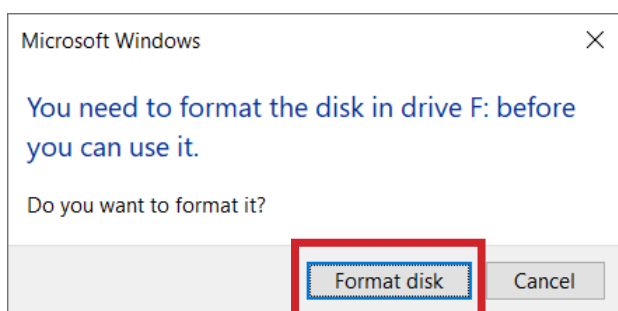 Microsoft Windows
You need to format the disk in drive F: before
you can use it.
Do you want to format it?
Format disk
Cancel